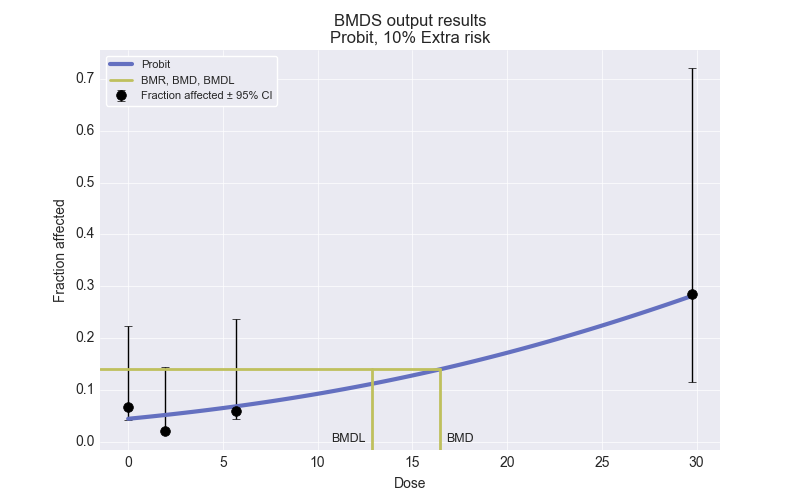 BMDS output results
Probit, 10% Extra risk
Probit
BMR, BMD, BMDL
Fraction affected ± 95% CI
0.7
0.6
0.5
0.4
0.3
0.2
0.1
0.0
Fraction affected
BMDL
BMD
0
5
10
15
20
25
30
Dose